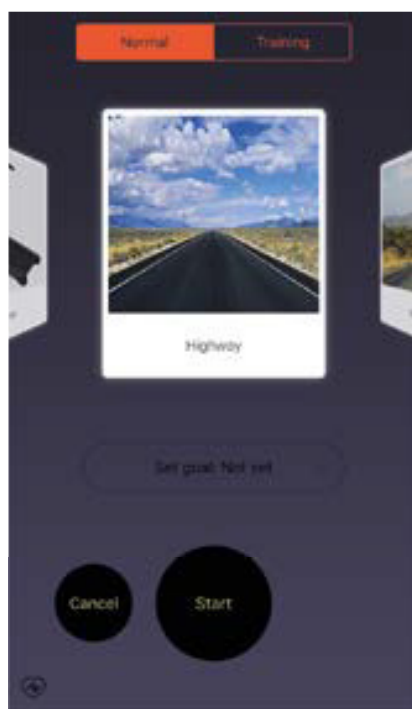 Normal
Training
Highway
Set goal: Not set
Cancel
Start